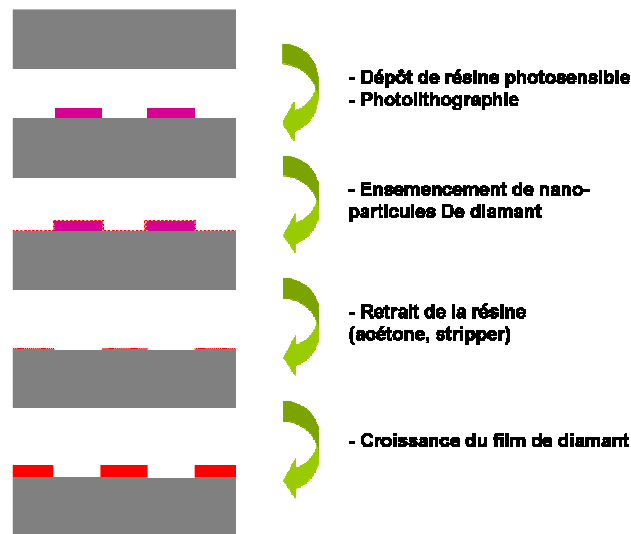 - Dépôt de résine photosensible
- Photolithographie
- Ensemencement de nano-
particules De diamant
- Retrait de la résine
(acétone, stripper)
- Croissance du film de diamant